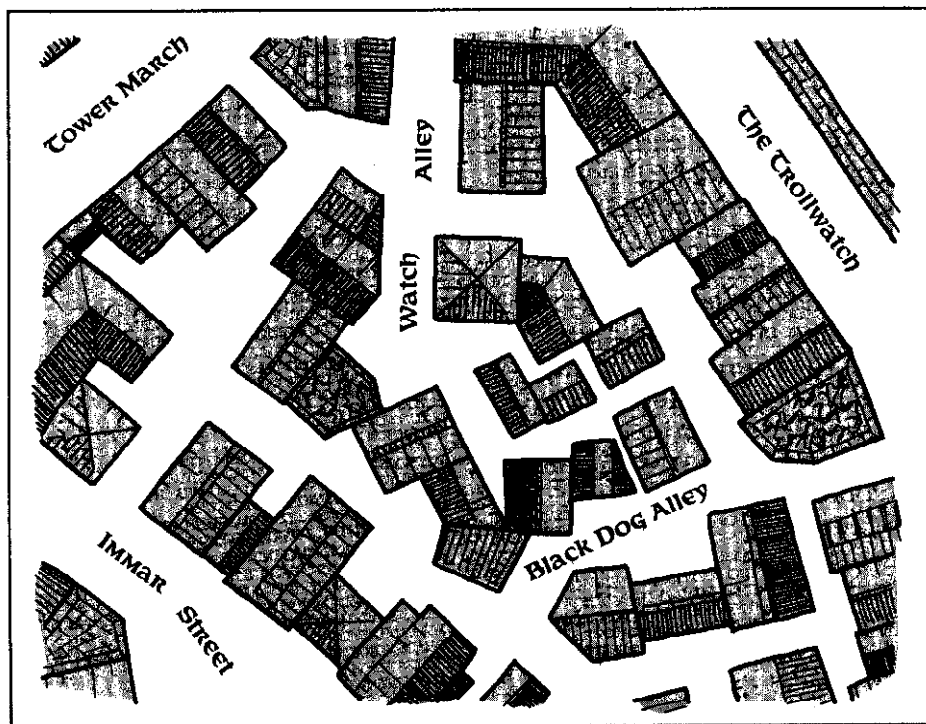 Tower March
Watch Alley
The Trollwatch
Black Dog Alley
Immar Street